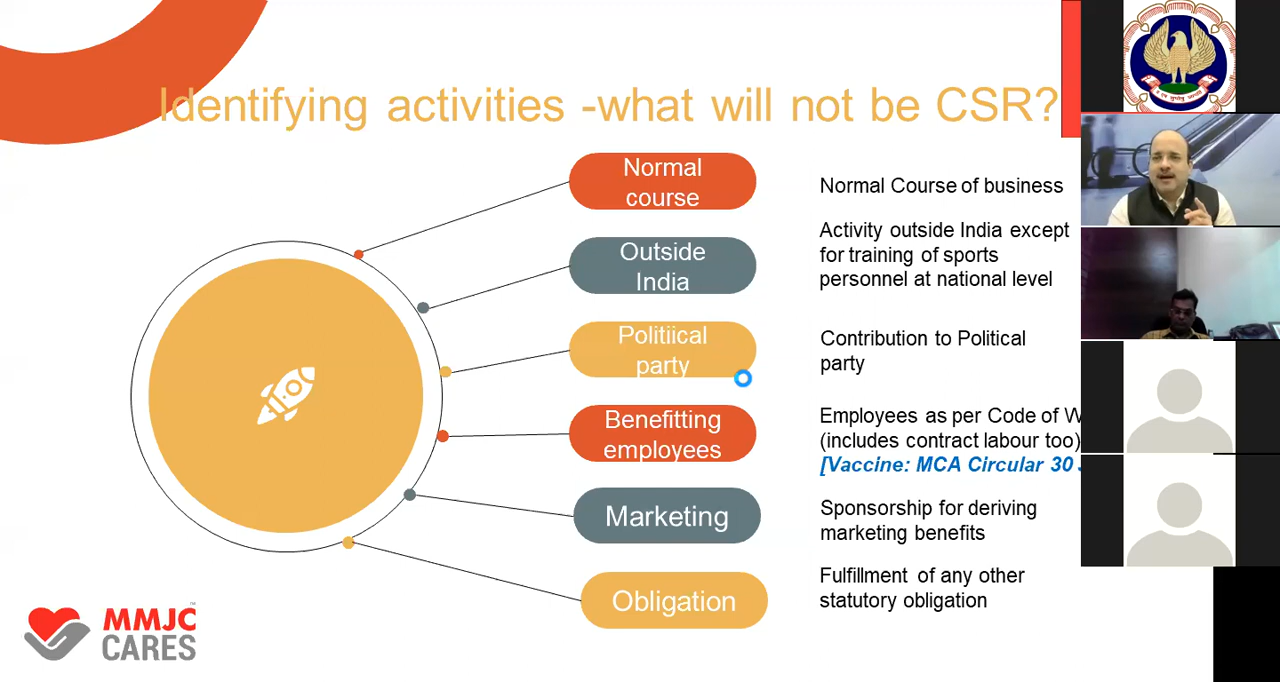 Identifying activities -what will not be CSR?
Normal
course
Normal Course of business
Outside
India
Activity outside India except
for training of sports
personnel at national level
Politiical
party
Contribution to Political
party
Benefitting
employees
Employees as per Code of W
(includes contract labour too)
[Vaccine: MCA Circular 30
Marketing
Sponsorship for deriving
marketing benefits
Obligation
Fulfillment of any other
statutory obligation
MMJC
CARES